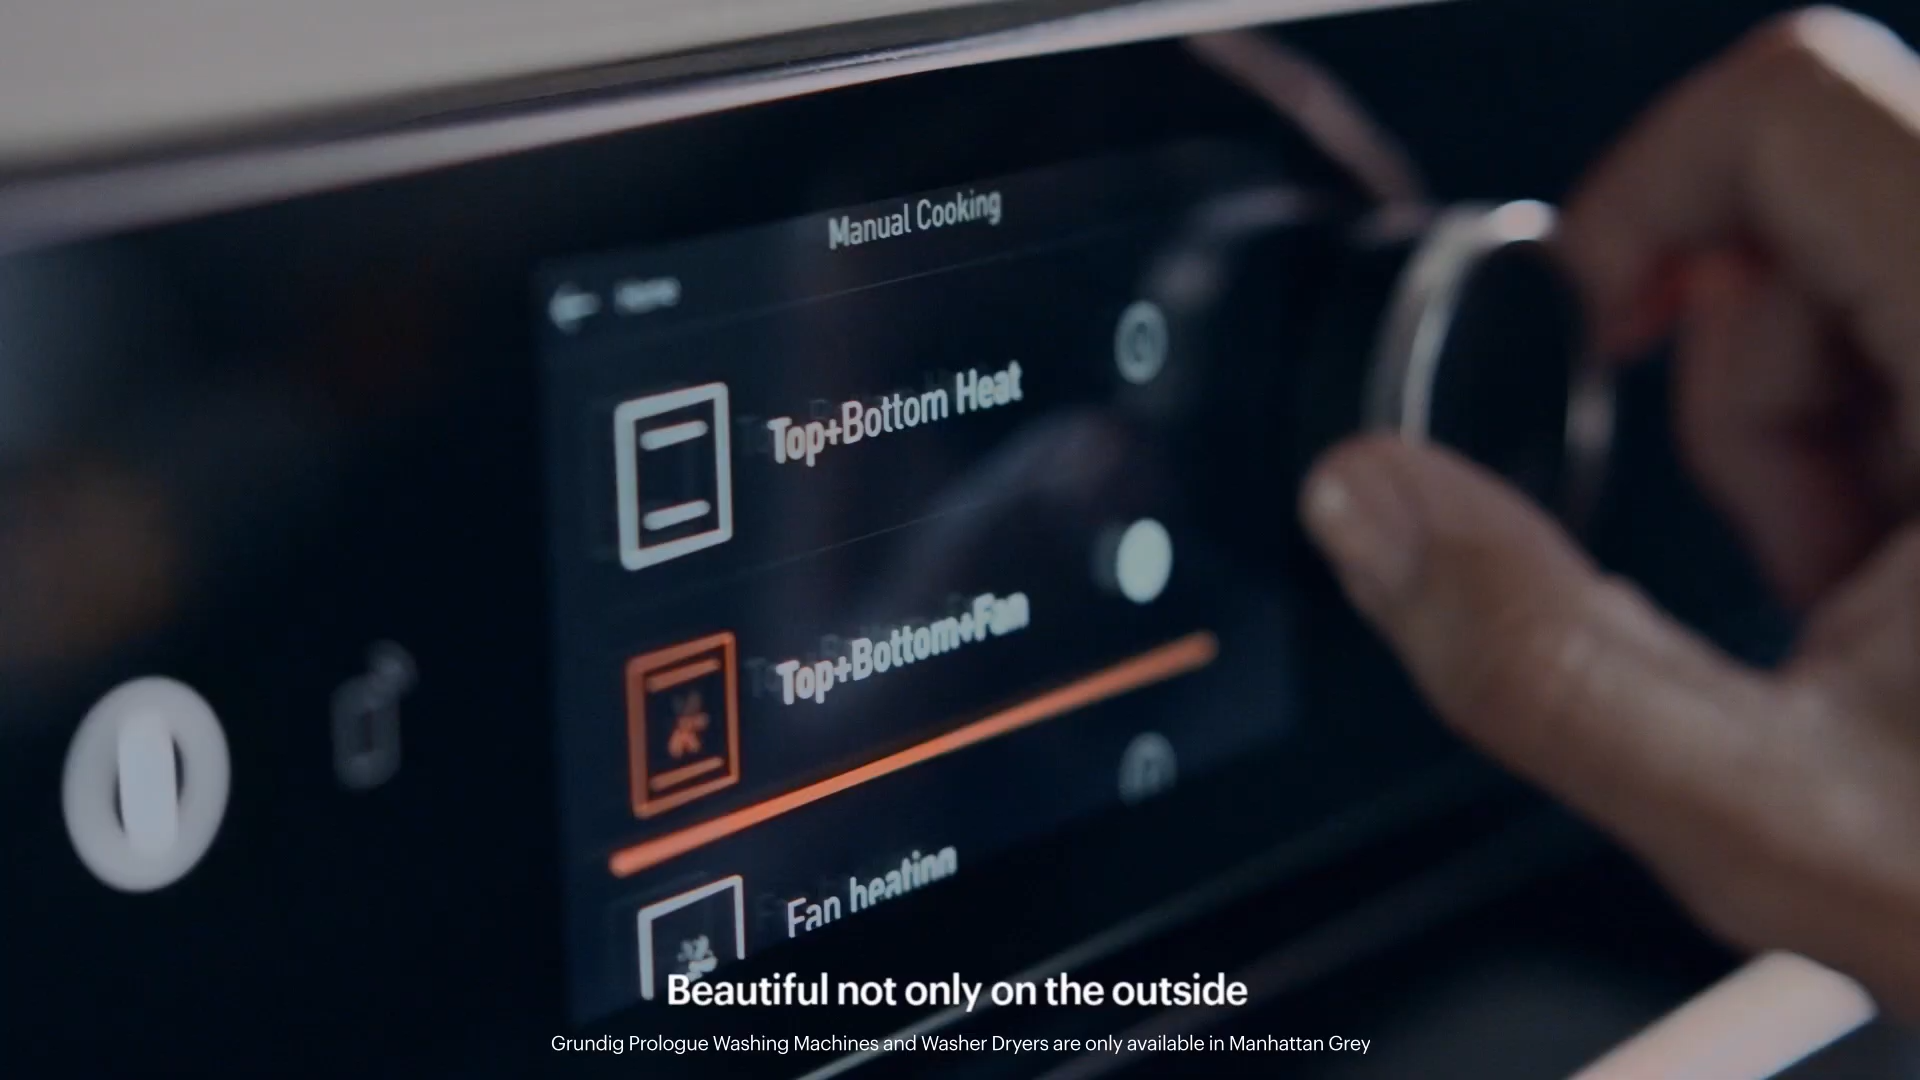 Manual Cooking
Home
Top+Bottom Heat
Top+Bottom+Fan
Fan heating
Beautiful not only on the outside
Grundig Prologue Washing Machines and Washer Dryers are only available in Manhattan Grey